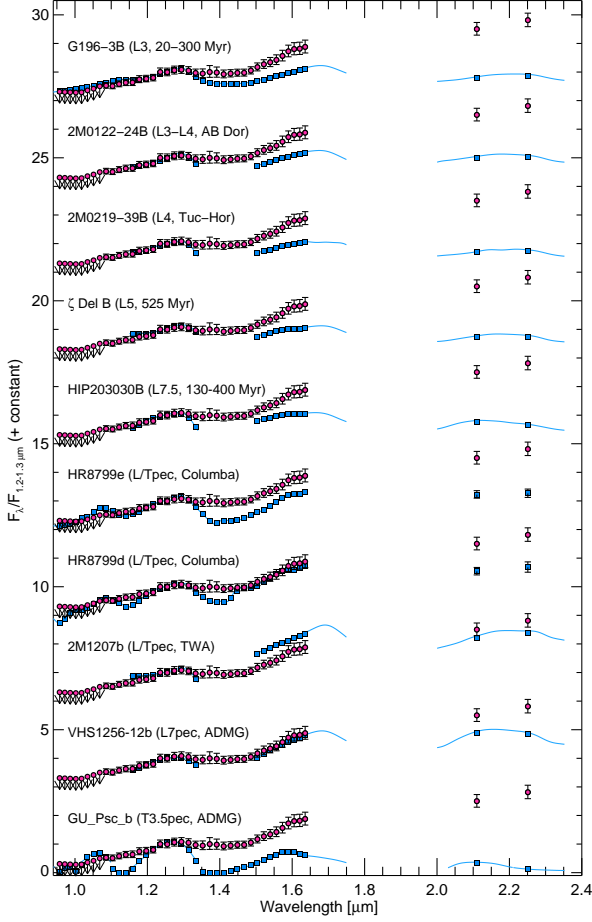 30
G196−3B (L3, 20−300 Myr)
2M0122−24B (L3−L4, AB Dor)
25
2M0219−39B (L4, Tuc−Hor)
20
ζ Del B (L5, 525 Myr)
HIP203030B (L7.5, 130-400 Myr)
15
HR8799e (L/Tpec, Columba)
HR8799d (L/Tpec, Columba)
10
2M1207b (L/Tpec, TWA)
5
VHS1256-12b (L7pec, ADMG)
GU_Psc_b (T3.5pec, ADMG)
0
Fλ/F1.2-1.3 μm (+ constant)
1.0 1.2 1.4 1.6 1.8 2.0 2.2 2.4
Wavelength [μm]